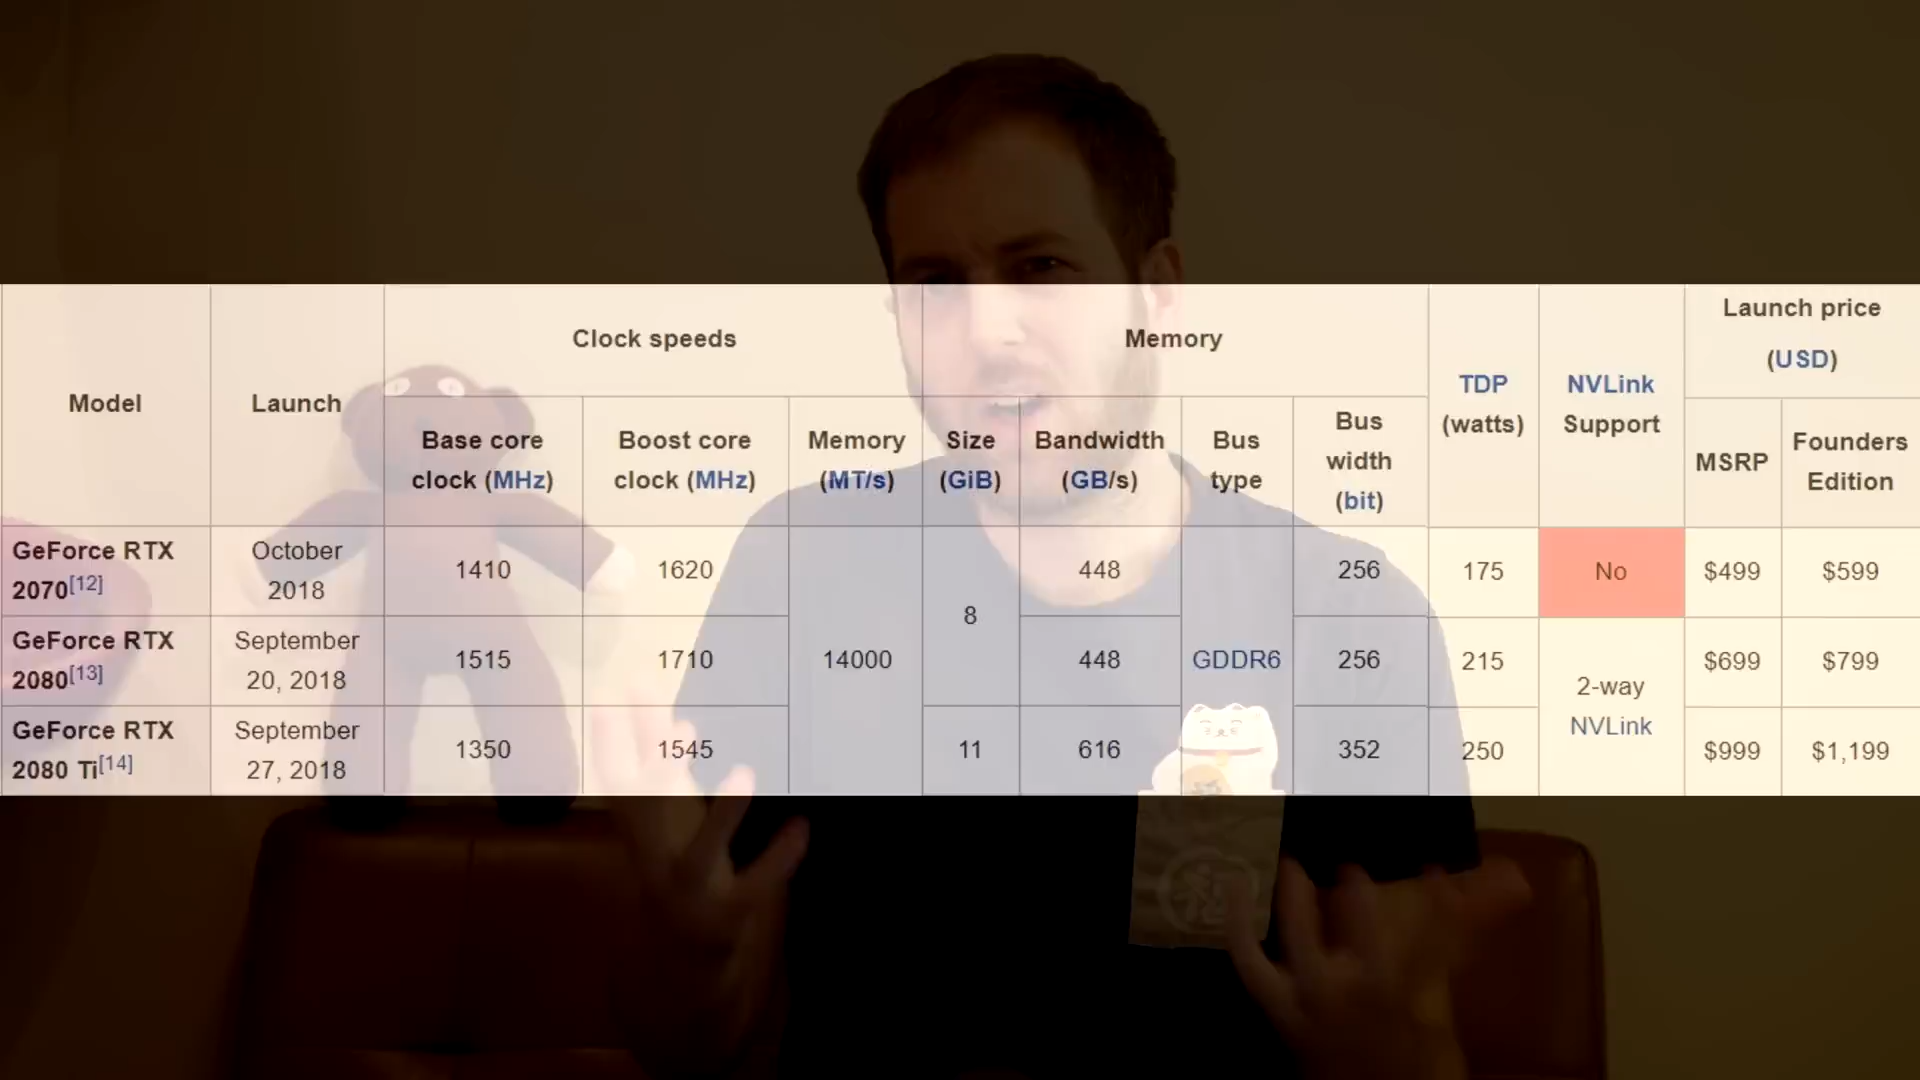 Model
Launch
Clock speeds
Memory
TDP
(watts)
NVLink
Support
Launch price
(USD)
Base core
clock (MHz)
Boost core
clock (MHz)
Memory
(MT/s)
Size
(GiB)
Bandwidth
(GB/s)
Bus
type
Bus
width
(bit)
MSRP
Founders
Edition
GeForce RTX
2070[12]
October
2018
1410
1620
14000
8
448
GDDR6
256
175
No
$499
$599
GeForce RTX
2080[13]
September
20, 2018
1515
1710
448
256
215
2-way
NVLink
$699
$799
GeForce RTX
2080 Ti[14]
September
27, 2018
1350
1545
11
616
352
250
$999
$1,199
福